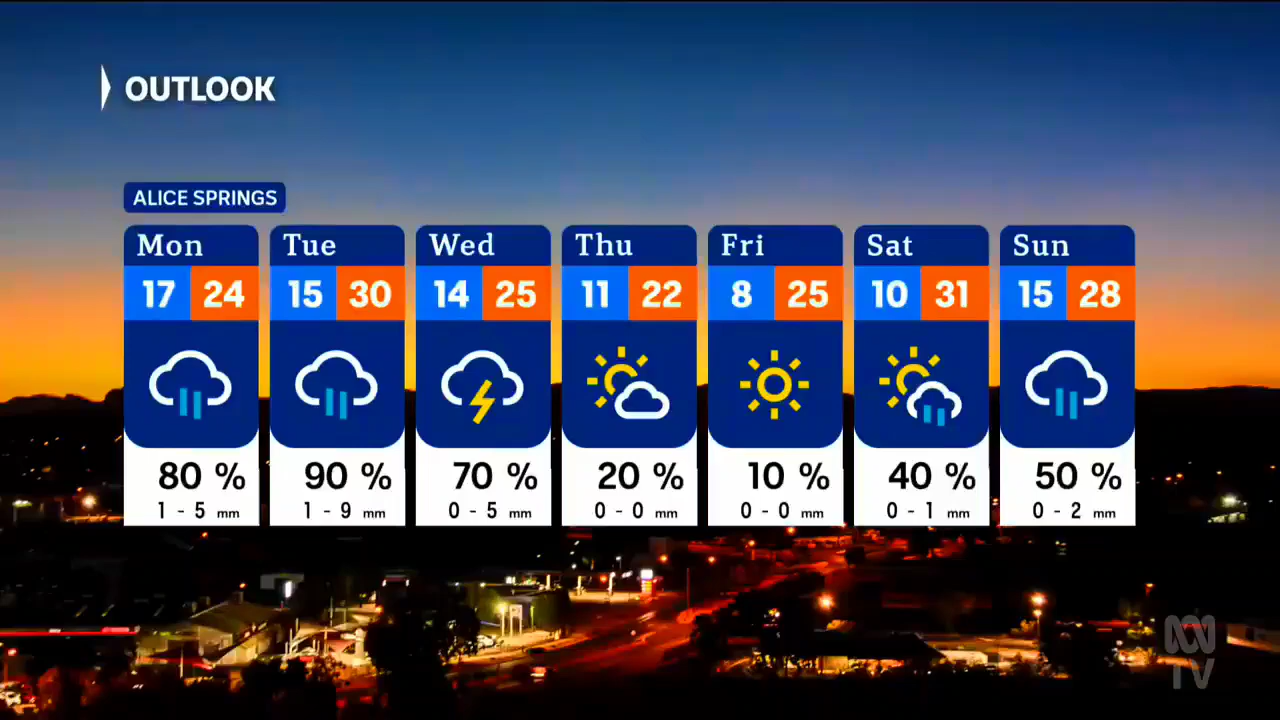 OUTLOOK
ALICE SPRINGS
Mon Tue Wed Thu Fri Sat Sun
17 24 15 30 14 25 11 22 8 25 10 31 15 28
80 % 90 % 70 % 20 % 10 % 40 % 50 %
1 - 5 mm 1 - 9 mm 0 - 5 mm 0 - 0 mm 0 - 0 mm 0 - 1 mm 0 - 2 mm
TV